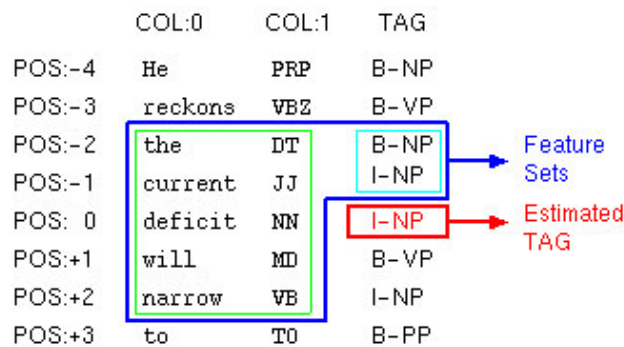 COL:0 COL:1 TAG
POS:-4 He PRP B-NP
POS:-3 reckons VBZ B-VP
POS:-2 the DT B-NP Feature
POS:-1 current JJ I-NP Sets
POS: 0 deficit NN I-NP Estimated
POS:+1 will MD B-VP TAG
POS:+2 narrow VB I-NP
POS:+3 to TO B-PP